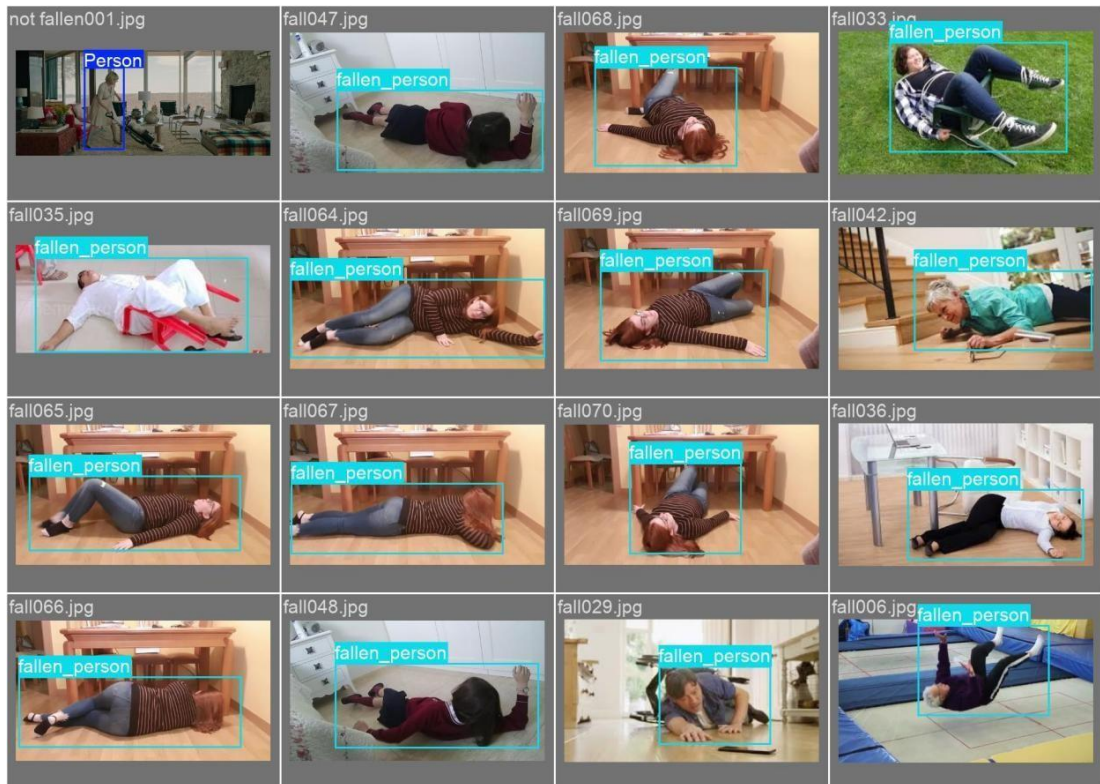 not fallen001.jpg
Person
fall047.jpg
fallen_person
fall068.jpg
fallen_person
fall033.jpg
fallen_person
fall035.jpg
fallen_person
fall064.jpg
fallen_person
fall069.jpg
fallen_person
fall042.jpg
fallen_person
fall065.jpg
fallen_person
fall067.jpg
fallen_person
fall070.jpg
fallen_person
fall036.jpg
fallen_person
fall066.jpg
fallen_person
fall048.jpg
fallen_person
fall029.jpg
fallen_person
fall006.jpg
fallen_person